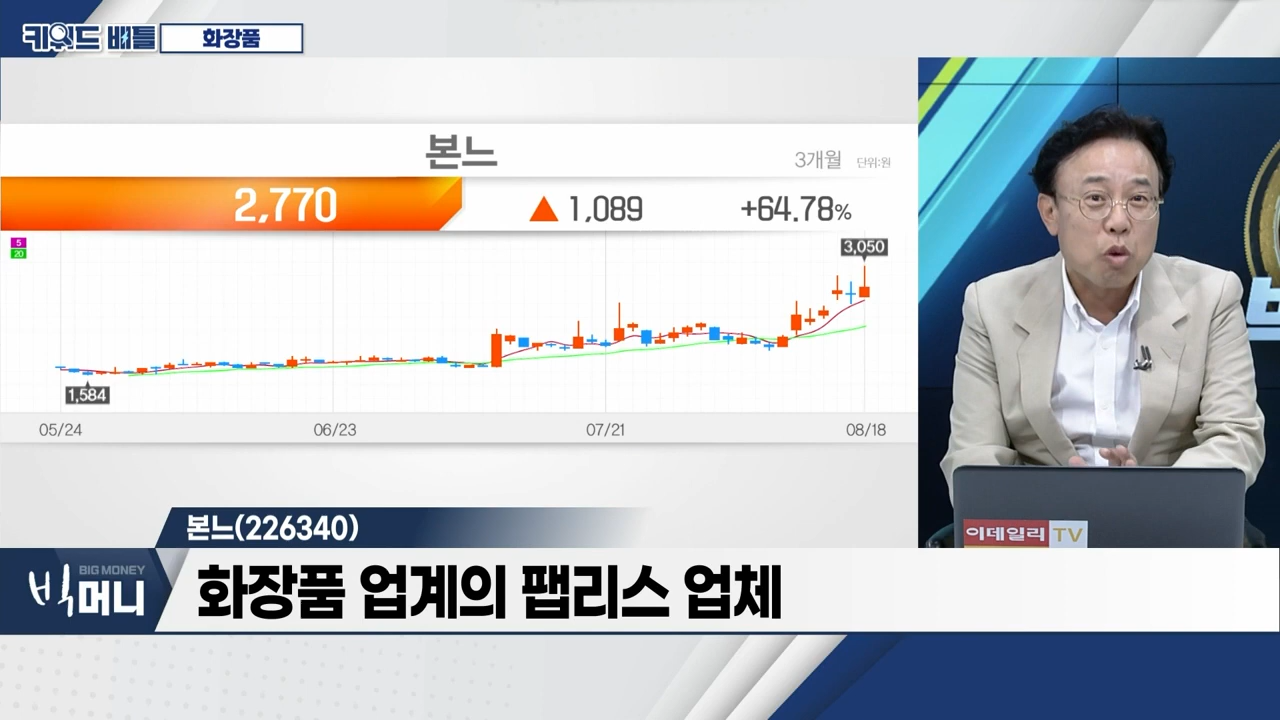 키워드 배틀 화장품
본느
3개월 단위:원
2,770 ▲ 1,089 +64.78%
5
20
3,050
1,584
05/24 06/23 07/21 08/18
이데일리 TV
본느(226340)
BIG MONEY
빅머니
화장품 업계의 팹리스 업체